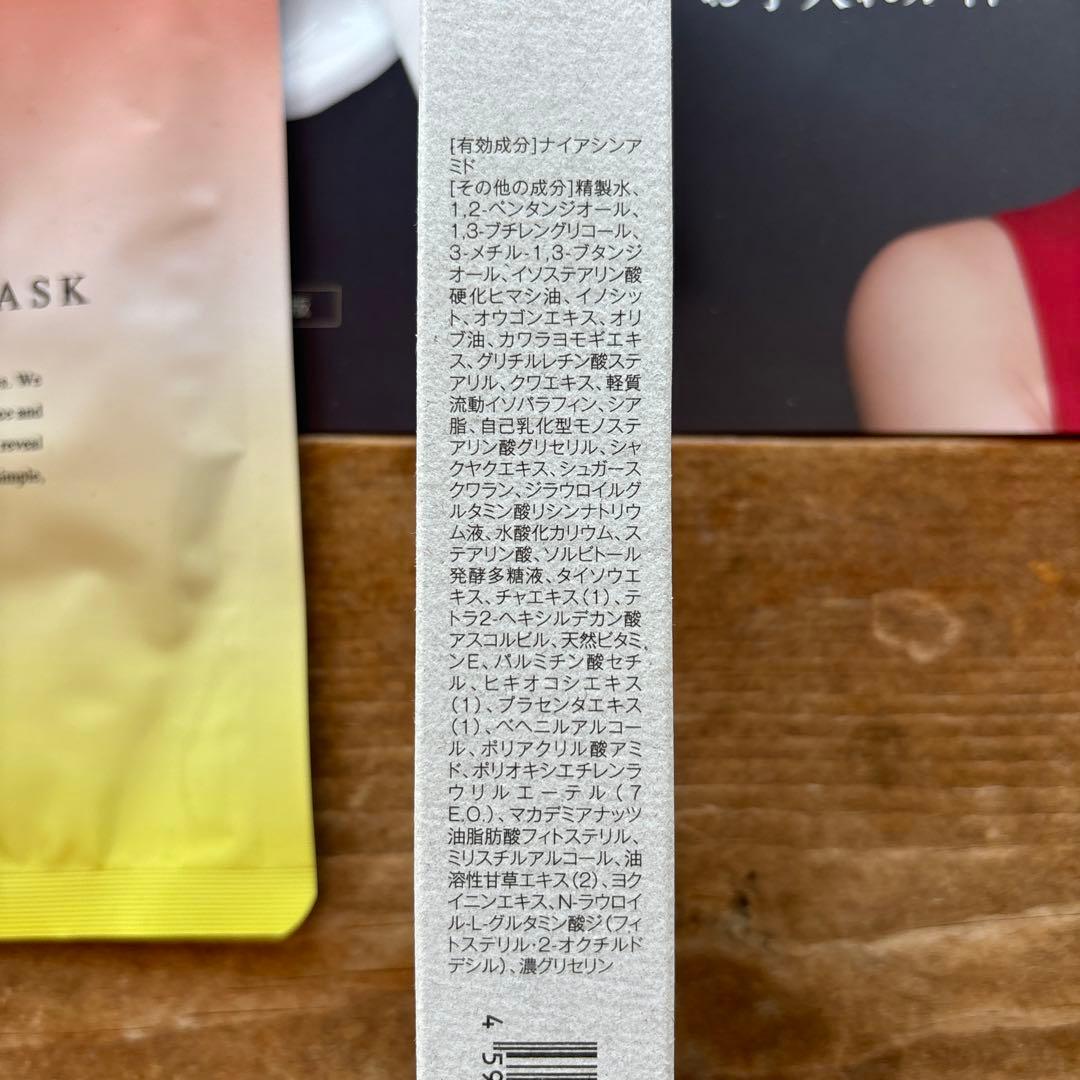 [有効成分]ナイアシンア
ミド
[その他の成分]精製水、
1,2-ペンタンジオール、
1,3-ブチレングリコール、
3-メチル-1,3-ブタンジ
オール、イソステアリン酸
硬化ヒマシ油、イノシッ
ト、オウゴンエキス、オリ
ブ油、カワラヨモギエキ
ス、グリチルレチン酸ステ
アリル、クワエキス、軽質
流動イソパラフィン、シア
脂、自己乳化型モノステ
アリン酸グリセリル、シャ
クヤクエキス、シュガース
クワラン、ジラウロイルグ
ルタミン酸リシンナトリウ
ム液、水酸化カリウム、ス
テアリン酸、ソルビトール
発酵多糖液、タイソウエ
キス、チャエキス(1)、テ
トラ2-ヘキシルデカン酸
アスコルビル、天然ビタミ
ンE、パルミチン酸セチ
ル、ヒキオコシエキス
(1)、プラセンタエキス
(1)、ベヘニルアルコー
ル、ポリアクリル酸アミ
ド、ポリオキシエチレンラ
ウリルエーテル(7
E.O.)、マカデミアナッツ
油脂肪酸フィトステリル、
ミリスチルアルコール、油
溶性甘草エキス(2)、ヨク
イニンエキス、N-ラウロイ
ル-L-グルタミン酸ジ(フィ
トステリル・2-オクチルド
デシル)、濃グリセリン
4 59
ASK
We
and
reveal
simple,